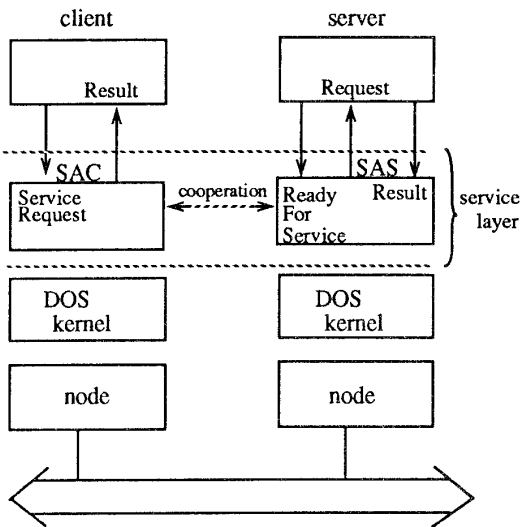 client
server
Result
Request
SAC
SAS
Service
Request
cooperation
Ready
For
Service
Result
service
layer
DOS
kernel
DOS
kernel
node
node